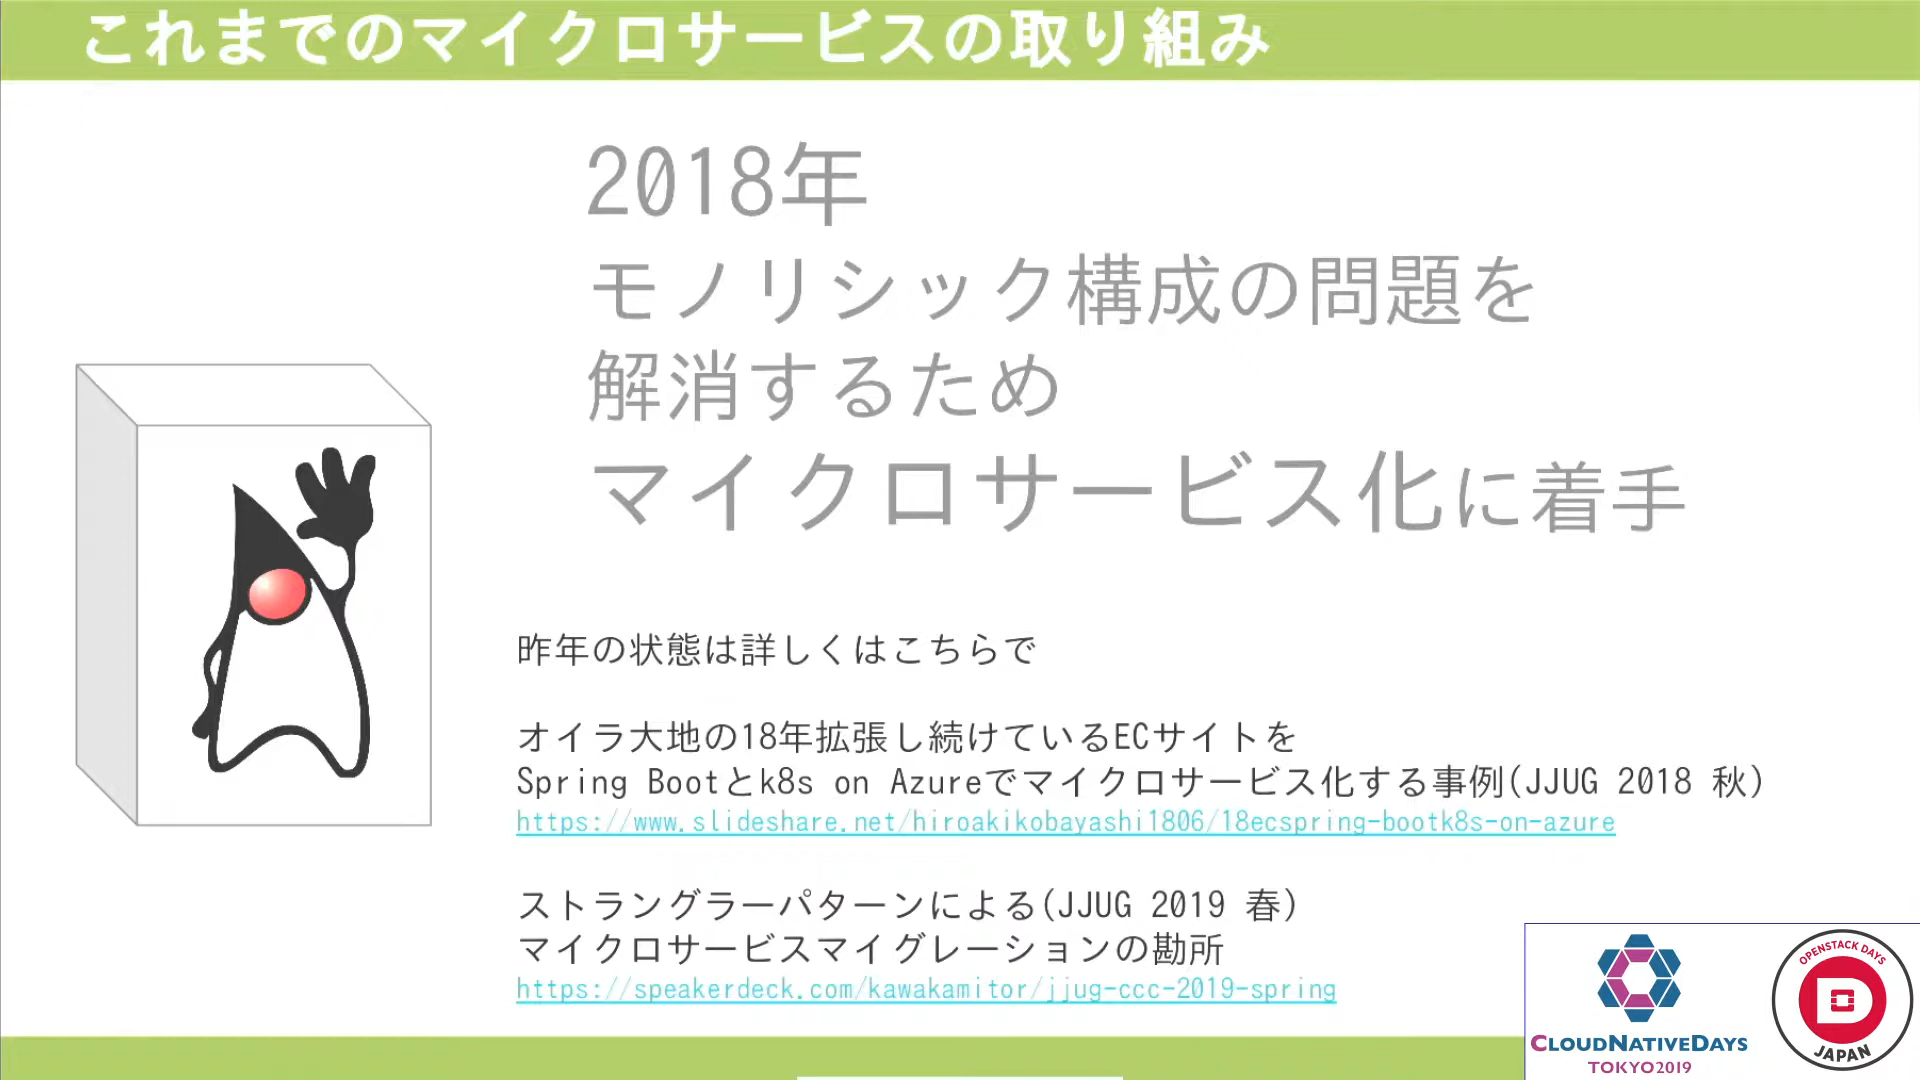 これまでのマイクロサービスの取り組み
2018年
モノリシック構成の問題を
解消するため
マイクロサービス化に着手
昨年の状態は詳しくはこちらで
オイラ大地の18年拡張し続けているECサイトを
Spring Bootとk8s on Azureでマイクロサービス化する事例(JJUG 2018 秋)
https://www.slideshare.net/hiroakikobayashi1806/18ecspring-bootk8s-on-azure
ストラングラーパターンによる(JJUG 2019 春)
マイクロサービスマイグレーションの勘所
https://speakerdeck.com/kawakamitor/jjug-ccc-2019-spring
CLOUDNATIVEDAYS
TOKYO2019
OPENSTACK DAYS
JAPAN